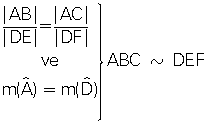 |AB|/|DE| = |AC|/|DF|
ve
m(Â) = m(D̂)
ABC ~ DEF